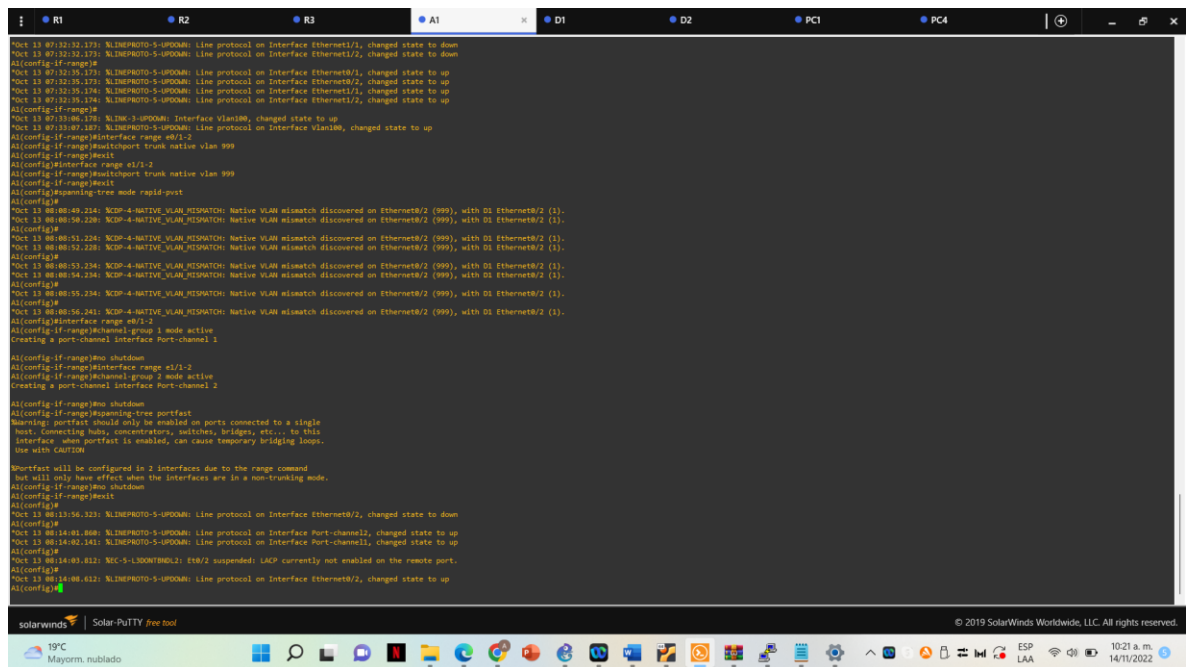 R1 R2 R3 A1 × D1 D2 PC1 PC4
*Oct 13 07:32:32.173: %LINEPROTO-5-UPDOWN: Line protocol on Interface Ethernet1/1, changed state to down
*Oct 13 07:32:32.173: %LINEPROTO-5-UPDOWN: Line protocol on Interface Ethernet1/2, changed state to down
A1(config-if-range)#
*Oct 13 07:32:35.173: %LINEPROTO-5-UPDOWN: Line protocol on Interface Ethernet0/1, changed state to up
*Oct 13 07:32:35.173: %LINEPROTO-5-UPDOWN: Line protocol on Interface Ethernet0/2, changed state to up
*Oct 13 07:32:35.174: %LINEPROTO-5-UPDOWN: Line protocol on Interface Ethernet1/1, changed state to up
*Oct 13 07:32:35.174: %LINEPROTO-5-UPDOWN: Line protocol on Interface Ethernet1/2, changed state to up
A1(config-if-range)#
*Oct 13 07:33:06.178: %LINK-3-UPDOWN: Interface Vlan100, changed state to up
*Oct 13 07:33:07.187: %LINEPROTO-5-UPDOWN: Line protocol on Interface Vlan100, changed state to up
A1(config-if-range)#interface range e0/1-2
A1(config-if-range)#switchport trunk native vlan 999
A1(config-if-range)#exit
A1(config)#interface range e1/1-2
A1(config-if-range)#switchport trunk native vlan 999
A1(config-if-range)#exit
A1(config)#spanning-tree mode rapid-pvst
A1(config)#
*Oct 13 08:08:49.214: %CDP-4-NATIVE_VLAN_MISMATCH: Native VLAN mismatch discovered on Ethernet0/2 (999), with D1 Ethernet0/2 (1).
*Oct 13 08:08:50.220: %CDP-4-NATIVE_VLAN_MISMATCH: Native VLAN mismatch discovered on Ethernet0/2 (999), with D1 Ethernet0/2 (1).
A1(config)#
*Oct 13 08:08:51.224: %CDP-4-NATIVE_VLAN_MISMATCH: Native VLAN mismatch discovered on Ethernet0/2 (999), with D1 Ethernet0/2 (1).
*Oct 13 08:08:52.228: %CDP-4-NATIVE_VLAN_MISMATCH: Native VLAN mismatch discovered on Ethernet0/2 (999), with D1 Ethernet0/2 (1).
A1(config)#
*Oct 13 08:08:53.234: %CDP-4-NATIVE_VLAN_MISMATCH: Native VLAN mismatch discovered on Ethernet0/2 (999), with D1 Ethernet0/2 (1).
*Oct 13 08:08:54.234: %CDP-4-NATIVE_VLAN_MISMATCH: Native VLAN mismatch discovered on Ethernet0/2 (999), with D1 Ethernet0/2 (1).
A1(config)#
*Oct 13 08:08:55.234: %CDP-4-NATIVE_VLAN_MISMATCH: Native VLAN mismatch discovered on Ethernet0/2 (999), with D1 Ethernet0/2 (1).
A1(config)#
*Oct 13 08:08:56.241: %CDP-4-NATIVE_VLAN_MISMATCH: Native VLAN mismatch discovered on Ethernet0/2 (999), with D1 Ethernet0/2 (1).
A1(config)#interface range e0/1-2
A1(config-if-range)#channel-group 1 mode active
Creating a port-channel interface Port-channel 1
A1(config-if-range)#no shutdown
A1(config-if-range)#interface range e1/1-2
A1(config-if-range)#channel-group 2 mode active
Creating a port-channel interface Port-channel 2
A1(config-if-range)#no shutdown
A1(config-if-range)#spanning-tree portfast
%Warning: portfast should only be enabled on ports connected to a single
host. Connecting hubs, concentrators, switches, bridges, etc... to this
interface when portfast is enabled, can cause temporary bridging loops.
Use with CAUTION
%Portfast will be configured in 2 interfaces due to the range command
but will only have effect when the interfaces are in a non-trunking mode.
A1(config-if-range)#no shutdown
A1(config-if-range)#exit
A1(config)#
*Oct 13 08:13:56.323: %LINEPROTO-5-UPDOWN: Line protocol on Interface Ethernet0/2, changed state to down
A1(config)#
*Oct 13 08:14:01.860: %LINEPROTO-5-UPDOWN: Line protocol on Interface Port-channel2, changed state to up
*Oct 13 08:14:02.141: %LINEPROTO-5-UPDOWN: Line protocol on Interface Port-channel1, changed state to up
A1(config)#
*Oct 13 08:14:03.812: %EC-5-L3DONTBNDL2: Et0/2 suspended: LACP currently not enabled on the remote port.
A1(config)#
*Oct 13 08:14:08.612: %LINEPROTO-5-UPDOWN: Line protocol on Interface Ethernet0/2, changed state to up
A1(config)#
solarwinds Solar-PuTTY free tool © 2019 SolarWinds Worldwide, LLC. All rights reserved.
19°C ESP 10:21 a. m.
Mayorm. nublado LAA 14/11/2022 5